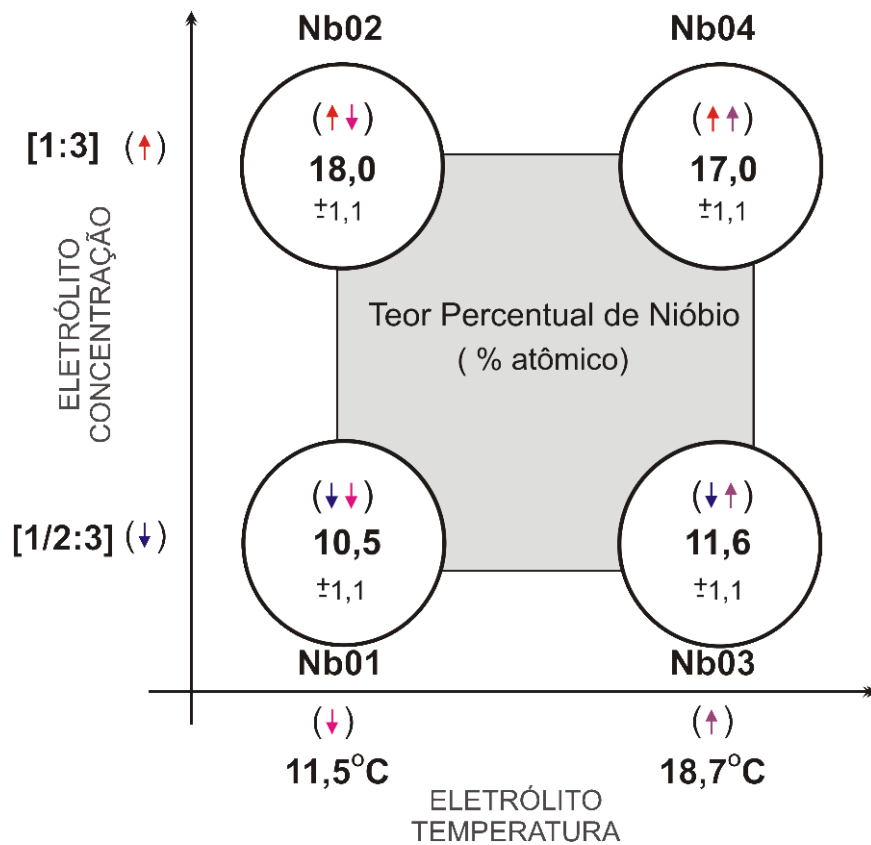 Nb02
Nb04
[1:3] (↑)
(↑↓)
18,0
±1,1
(↑↑)
17,0
±1,1
ELETRÓLITO
CONCENTRAÇÃO
Teor Percentual de Nióbio
( % atômico)
[1/2:3] (↓)
(↓↓)
10,5
±1,1
(↓↑)
11,6
±1,1
Nb01
Nb03
(↓)
(↑)
11,5°C
18,7°C
ELETRÓLITO
TEMPERATURA